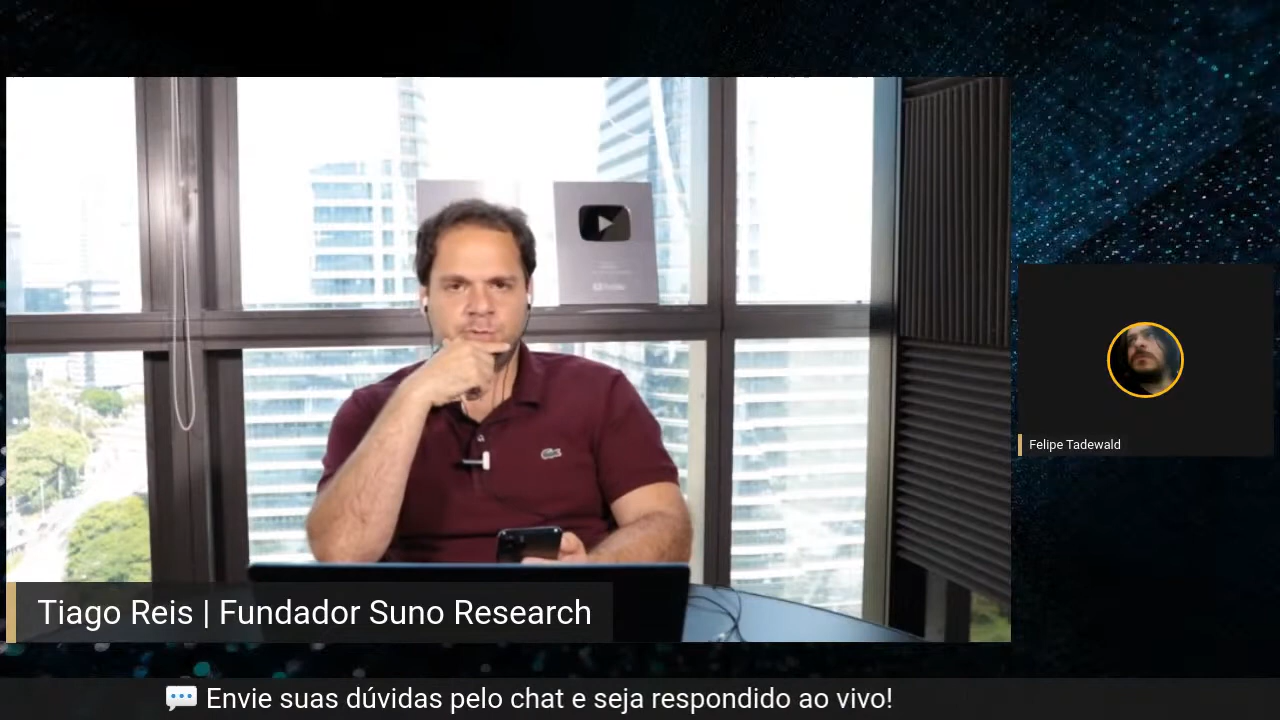 Felipe Tadewald
Tiago Reis | Fundador Suno Research
💬 Envie suas dúvidas pelo chat e seja respondido ao vivo!